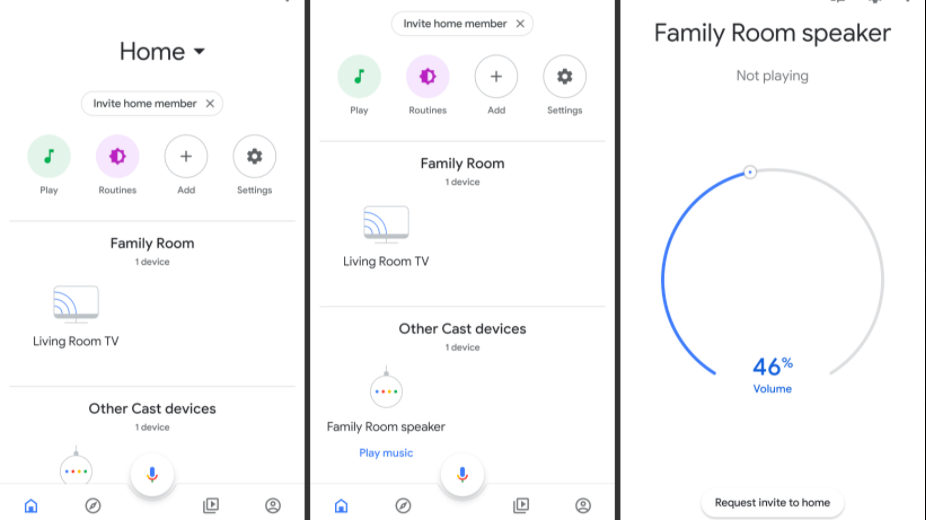 Home
Invite home member
Play Routines Add Settings
Family Room
1 device
Living Room TV
Other Cast devices
1 device
Invite home member
Play Routines Add Settings
Family Room
1 device
Living Room TV
Other Cast devices
1 device
Family Room speaker
Play music
Family Room speaker
Not playing
46%
Volume
Request invite to home